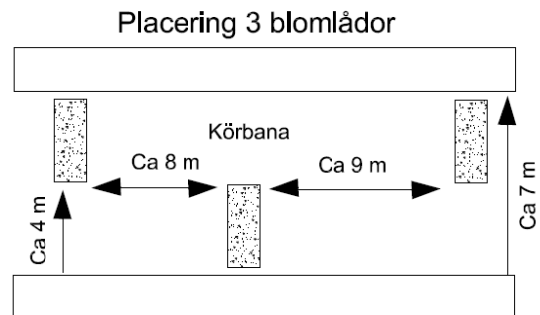 Placering 3 blomlådor
Körbana
Ca 8 m
Ca 9 m
Ca 4 m
Ca 7 m